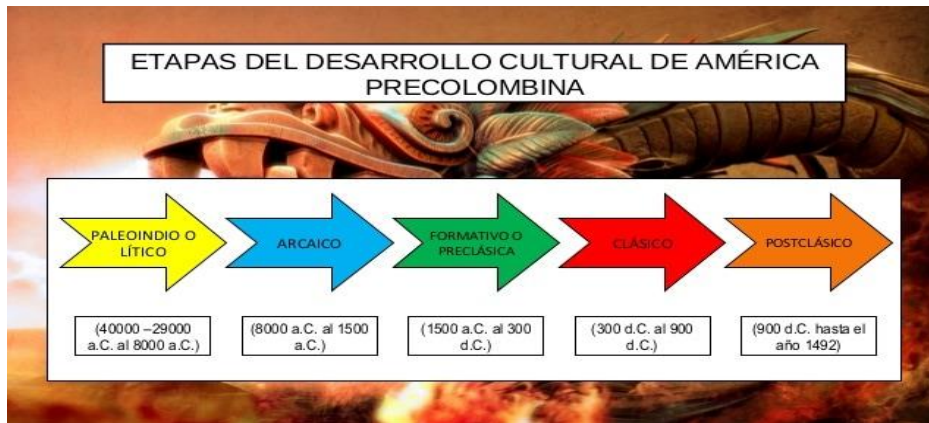 ETAPAS DEL DESARROLLO CULTURAL DE AMÉRICA
PRECOLOMBINA
PALEOINDIO O
LÍTICO
ARCAICO
FORMATIVO O
PRECLÁSICA
CLÁSICO
POSTCLÁSICO
(40000 –29000
a.C. al 8000 a.C.)
(8000 a.C. al 1500
a.C.)
(1500 a.C. al 300
d.C.)
(300 d.C. al 900
d.C.)
(900 d.C. hasta el
año 1492)